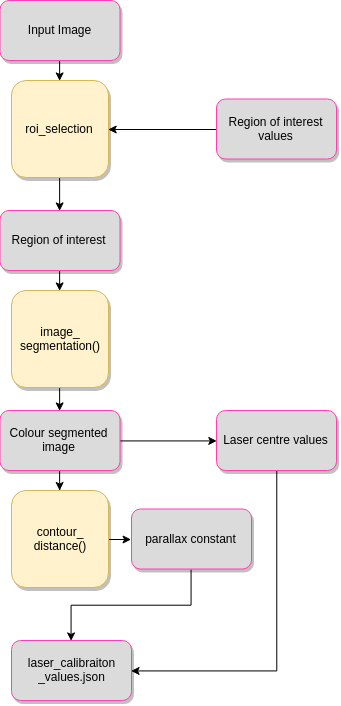 Input Image
roi_selection
Region of interest
values
Region of interest
image_
segmentation()
Colour segmented
image
Laser centre values
contour_
distance()
parallax constant
laser_calibraiton
_values.json